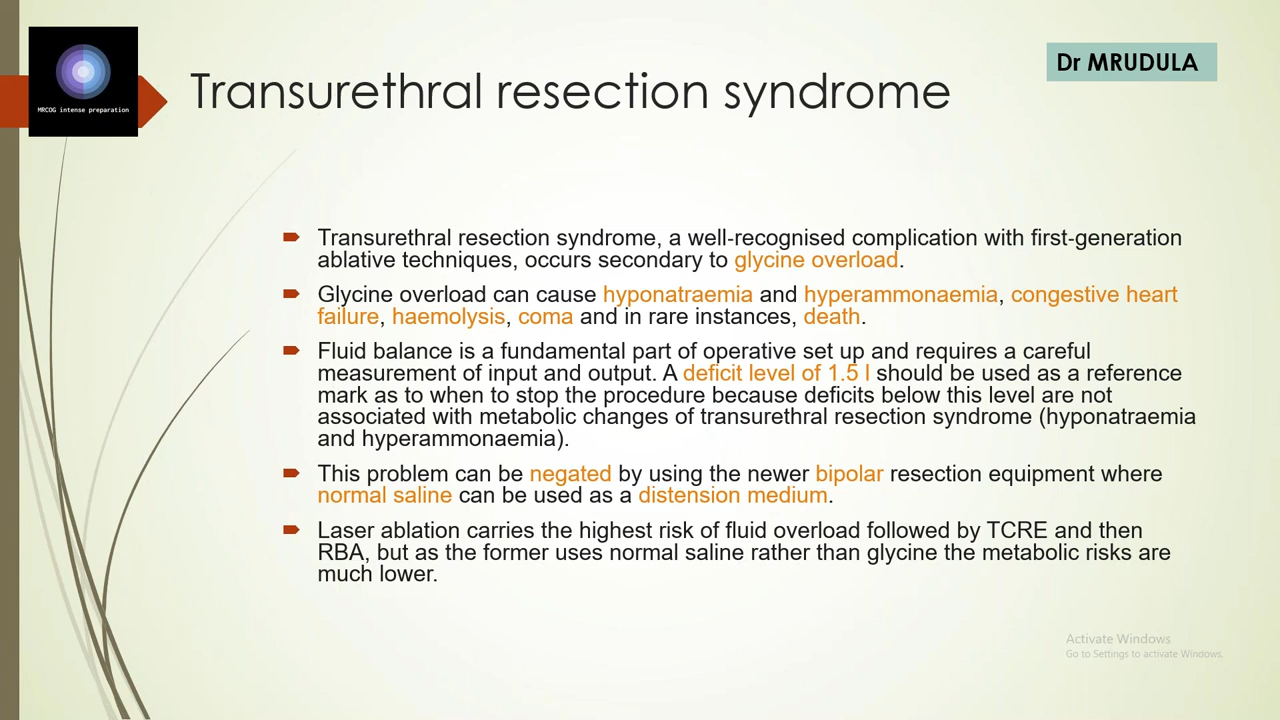 MRCOG intense preparation
Transurethral resection syndrome
Dr MRUDULA
Transurethral resection syndrome, a well-recognised complication with first-generation
ablative techniques, occurs secondary to glycine overload.
Glycine overload can cause hyponatraemia and hyperammonaemia, congestive heart
failure, haemolysis, coma and in rare instances, death.
Fluid balance is a fundamental part of operative set up and requires a careful
measurement of input and output. A deficit level of 1.5 l should be used as a reference
mark as to when to stop the procedure because deficits below this level are not
associated with metabolic changes of transurethral resection syndrome (hyponatraemia
and hyperammonaemia).
This problem can be negated by using the newer bipolar resection equipment where
normal saline can be used as a distension medium.
Laser ablation carries the highest risk of fluid overload followed by TCRE and then
RBA, but as the former uses normal saline rather than glycine the metabolic risks are
much lower.
Activate Windows
Go to Settings to activate Windows.